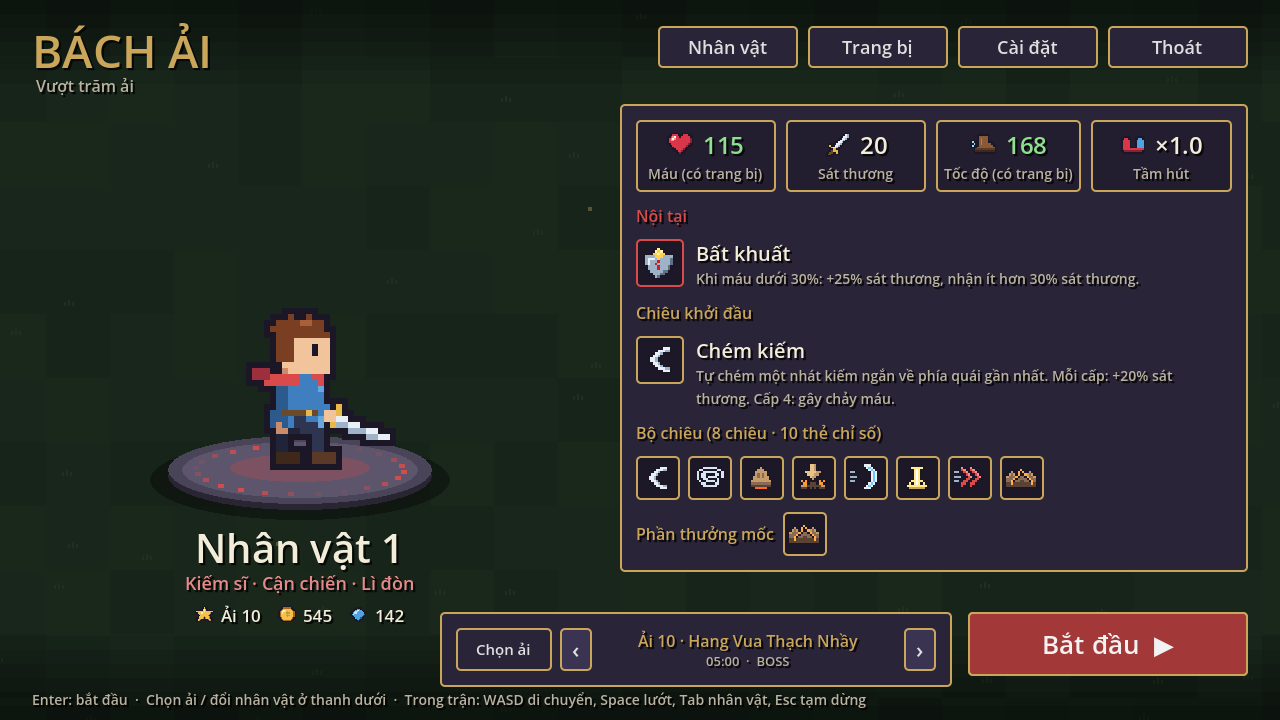 BÁCH ẢI
Vượt trăm ải
Nhân vật
Trang bị
Cài đặt
Thoát
115
Máu (có trang bị)
20
Sát thương
168
Tốc độ (có trang bị)
×1.0
Tầm hút
Nội tại
Bất khuất
Khi máu dưới 30%: +25% sát thương, nhận ít hơn 30% sát thương.
Chiêu khởi đầu
Chém kiếm
Tự chém một nhát kiếm ngắn về phía quái gần nhất. Mỗi cấp: +20% sát
thương. Cấp 4: gây chảy máu.
Bộ chiêu (8 chiêu · 10 thẻ chỉ số)
Phần thưởng mốc
Nhân vật 1
Kiếm sĩ · Cận chiến · Lì đòn
Ải 10 545 142
Chọn ải
‹
Ải 10 · Hang Vua Thạch Nhầy
05:00 · BOSS
›
Bắt đầu ▶
Enter: bắt đầu · Chọn ải / đổi nhân vật ở thanh dưới · Trong trận: WASD di chuyển, Space lướt, Tab nhân vật, Esc tạm dừng